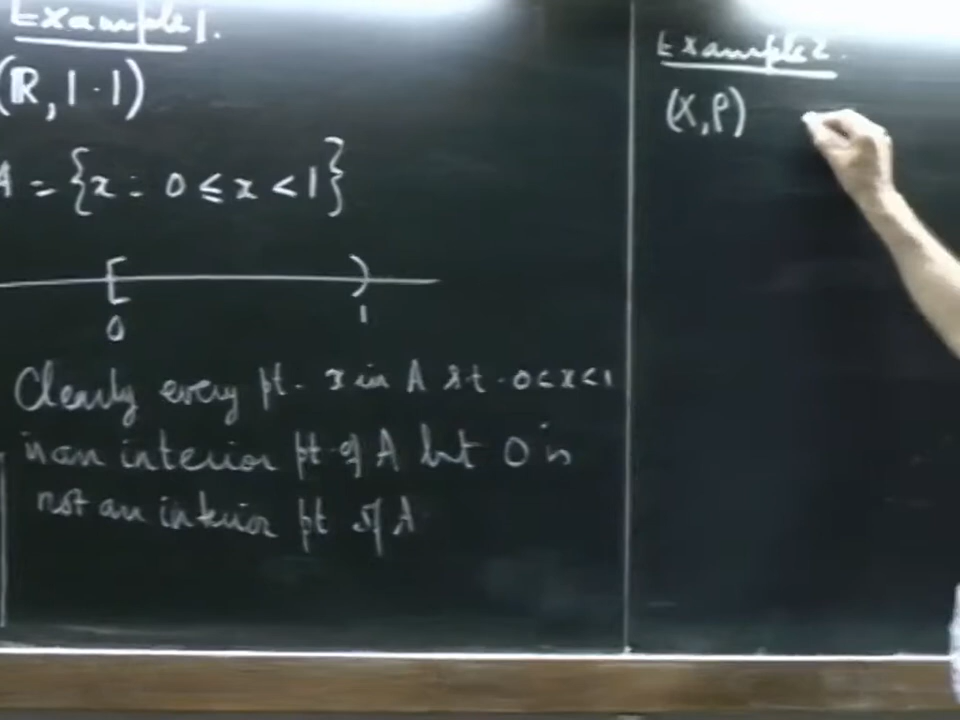 Example 1.
(ℝ, |·|)
A = {x : 0 ≤ x < 1}
[ )
0 1
Clearly every pt. x in A s.t. 0 < x < 1
is an interior pt. of A but 0 is
not an interior pt of A
Example 2.
(X, ρ)